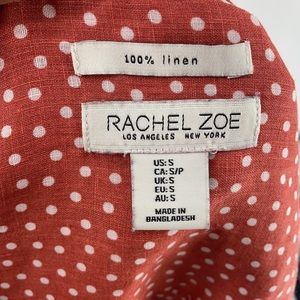 100% linen
RACHEL ZOE
LOS ANGELES NEW YORK
US: S
CA: S/P
UK: S
EU: S
AU: S
MADE IN
BANGLADESH